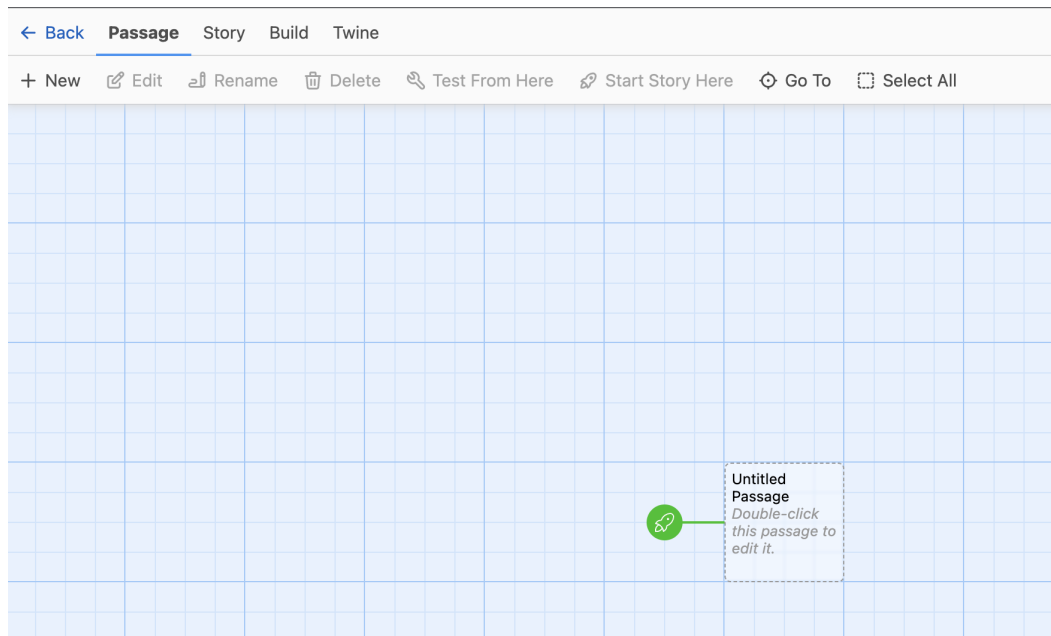 ← Back Passage Story Build Twine
+ New Edit Rename Delete Test From Here Start Story Here Go To Select All
Untitled
Passage
Double-click
this passage to
edit it.